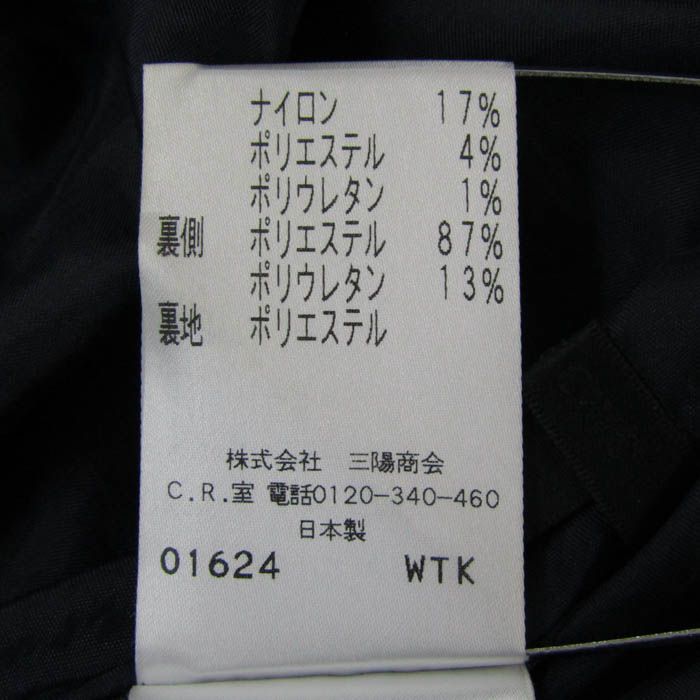 ナイロン 17%
ポリエステル 4%
ポリウレタン 1%
裏側 ポリエステル 87%
ポリウレタン 13%
裏地 ポリエステル
株式会社 三陽商会
C.R.室 電話0120-340-460
日本製
01624 WTK